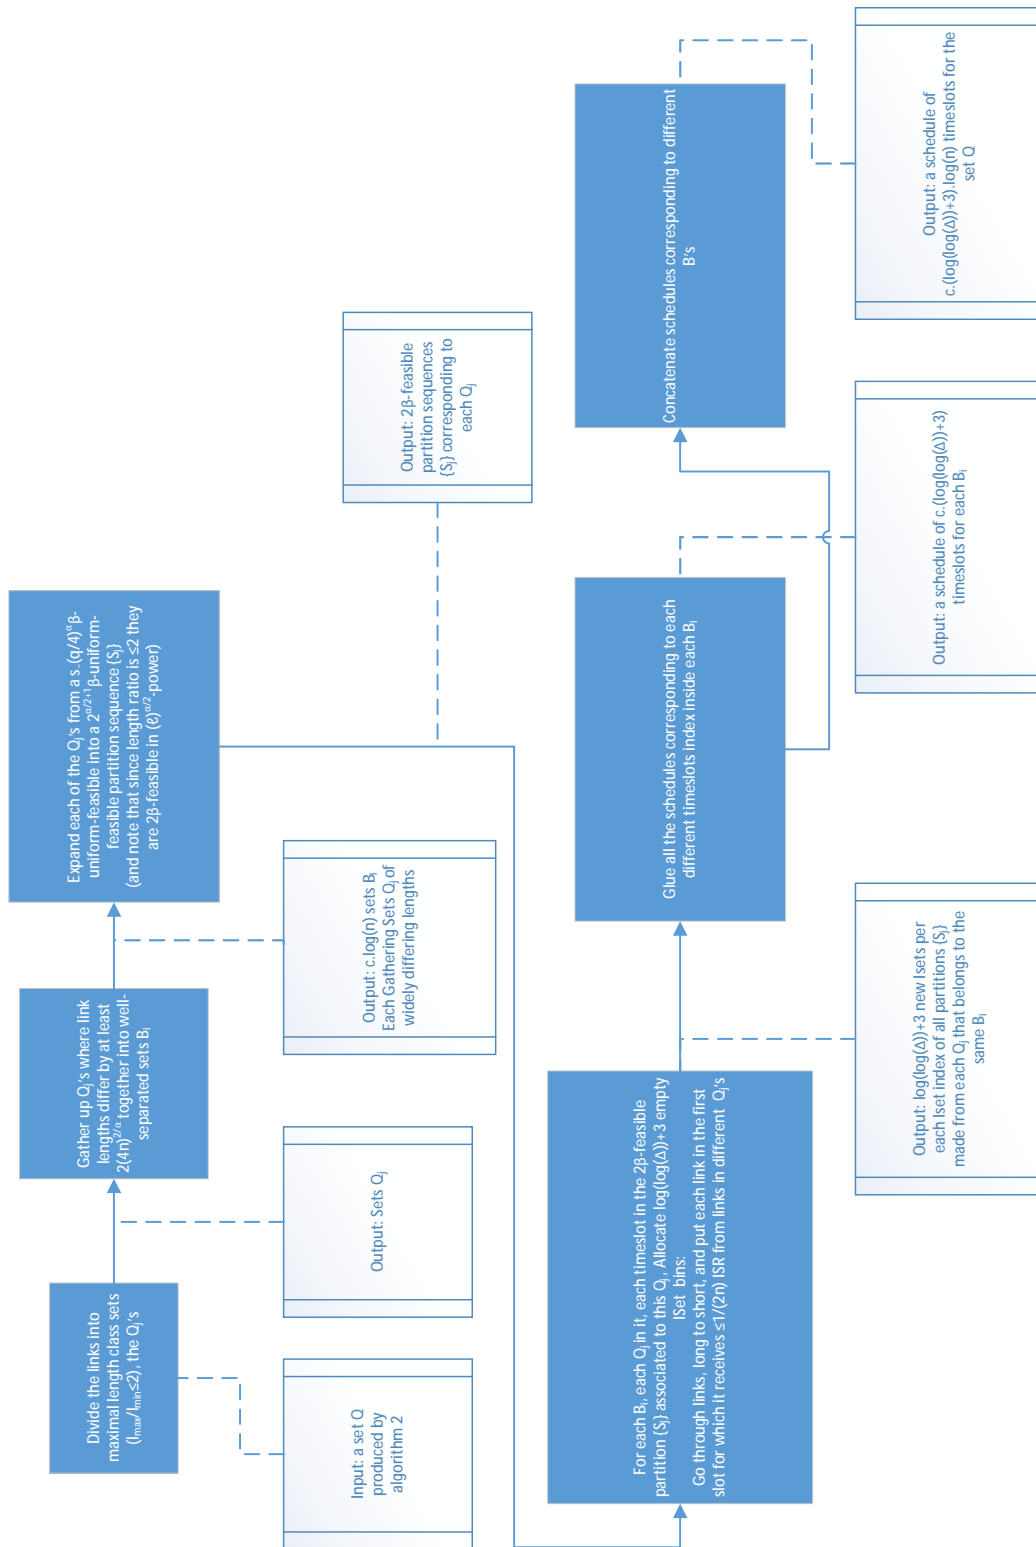 Divide the links into
maximal length class sets
(lmax/lmin≤2), the Qj's
Input: a set Q
produced by
algorithm 2
Output: Sets Qj
Gather up Qj's where link
lengths differ by at least
2(4n)^2/α together into well-
separated sets Bi
Output: c.log(n) sets Bi
Each Gathering Sets Qj of
widely differing lengths
Expand each of the Qj's from a s.(q/4)^αβ-
uniform-feasible into a 2^α/2+1β-uniform-
feasible partition sequence {Sj}
(and note that since length ratio is ≤2 they
are 2β-feasible in (ℓ)^α/2-power)
Output: 2β-feasible
partition sequences
{Sj} corresponding to
each Qj
For each Bi, each Qj in it, each timeslot in the 2β-feasible
partition {Sj} associated to this Qj, Allocate log(log(Δ))+3 empty
ISet bins:
Go through links, long to short, and put each link in the first
slot for which it receives ≤1/(2n) ISR from links in different Qj's
Output: log(log(Δ))+3 new Isets per
each Iset index of all partitions {Sj}
made from each Qj that belongs to the
same Bi
Glue all the schedules corresponding to each
different timeslots index inside each Bi
Output: a schedule of c.(log(log(Δ))+3)
timeslots for each Bi
Concatenate schedules corresponding to different
B's
Output: a schedule of
c.(log(log(Δ))+3).log(n) timeslots for the
set Q